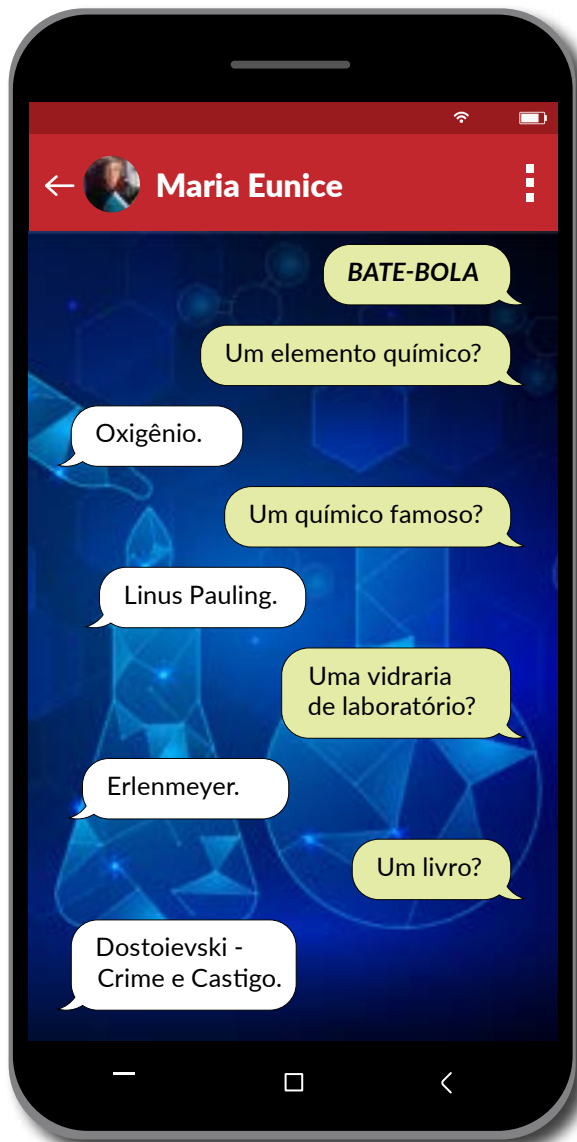 Maria Eunice
BATE-BOLA
Um elemento químico?
Oxigênio.
Um químico famoso?
Linus Pauling.
Uma vidraria
de laboratório?
Erlenmeyer.
Um livro?
Dostoievski -
Crime e Castigo.